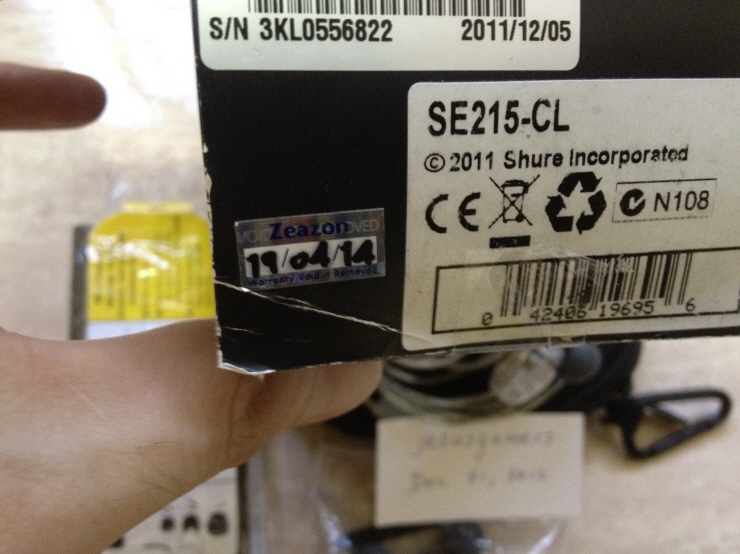 S/N 3KL0556822 2011/12/05
SE215-CL
© 2011 Shure Incorporated
CE N108
Zeazon
19/04/14
Warranty Void if Removed
0 42406 19695 6